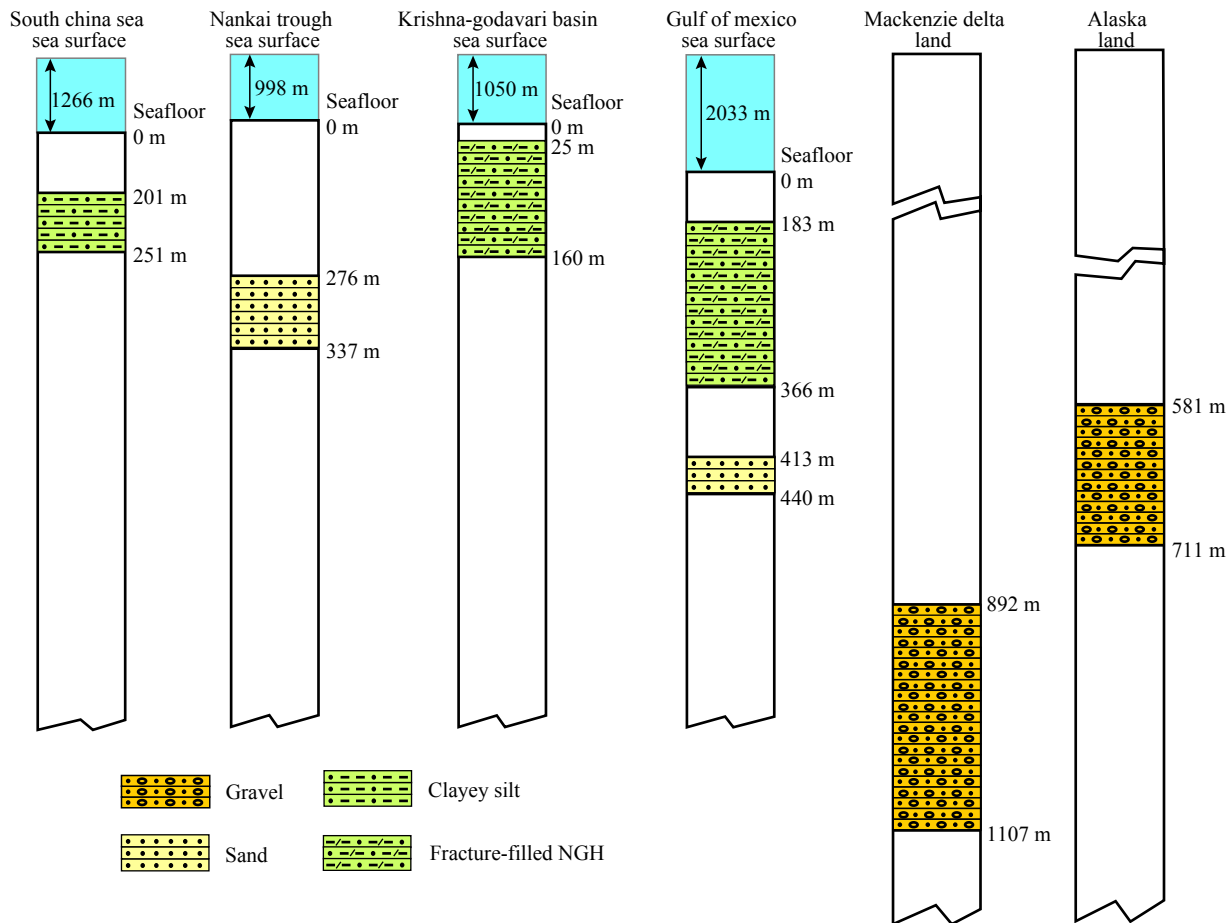 South china sea
sea surface
1266 m
Seafloor
0 m
201 m
251 m
Nankai trough
sea surface
998 m
Seafloor
0 m
276 m
337 m
Krishna-godavari basin
sea surface
1050 m
Seafloor
0 m
25 m
160 m
Gulf of mexico
sea surface
2033 m
Seafloor
0 m
183 m
366 m
413 m
440 m
Mackenzie delta
land
892 m
1107 m
Alaska
land
581 m
711 m
Gravel
Clayey silt
Sand
Fracture-filled NGH